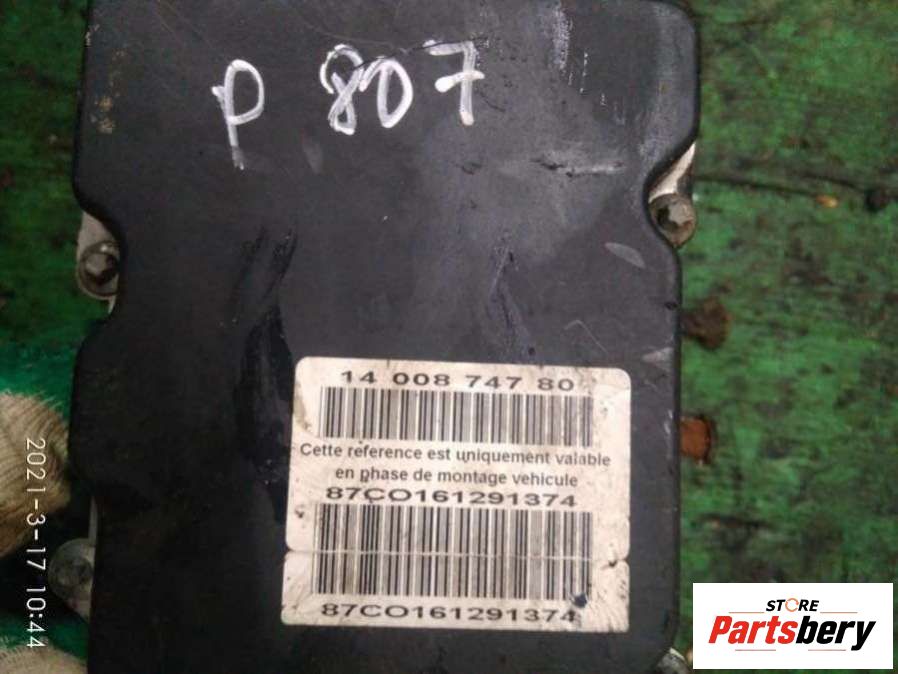 P 807
14 008 747 80
Cette reference est uniquement valable
en phase de montage vehicule
87CO161291374
87CO161291374
2021-3-17 10:44
STORE
Partsbery